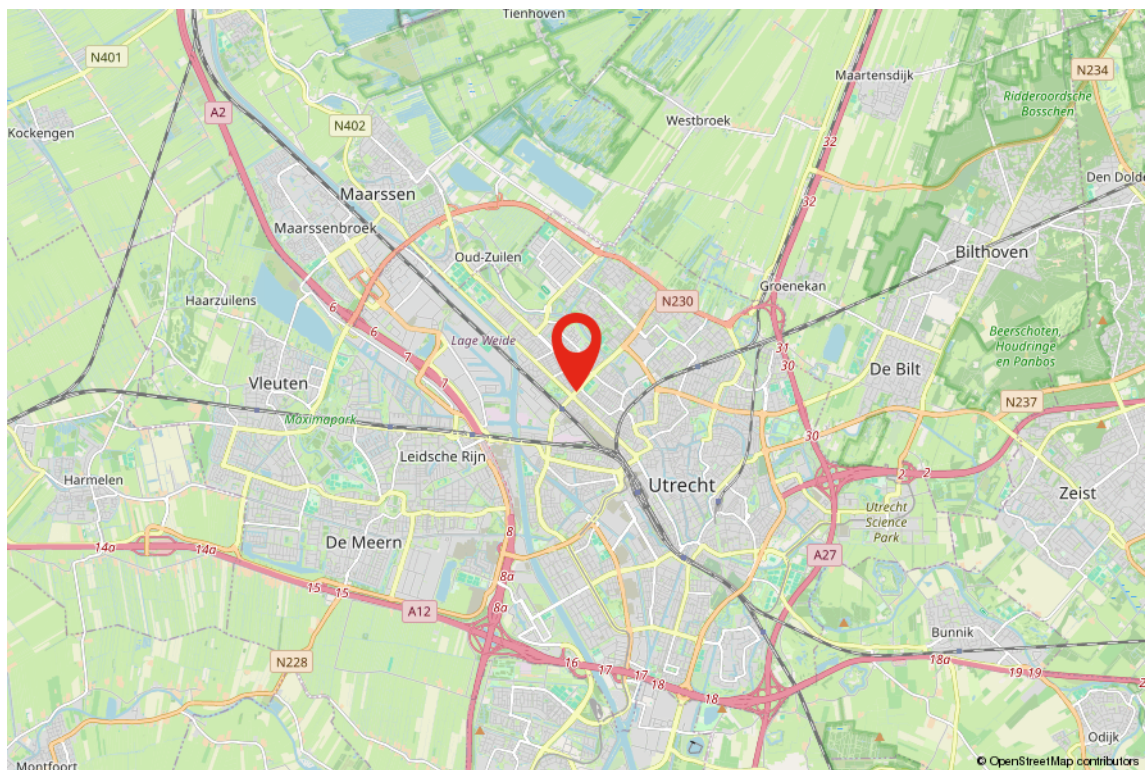 Tienhoven
N401
A2
N402
Kockengen
Maartensdijk
N234
Ridderoordsche
Bosschen
Westbroek
32
32
Den Dolde
Maarssen
Maarssenbroek
Oud-Zuilen
Bilthoven
Haarzuilens
6
6
7
7
N230
Groenekan
31
30
Beerschoten,
Houdringe
en Panbos
Lage Weide
Vleuten
Maximapark
De Bilt
N237
30
2
2
Leidsche Rijn
Harmelen
Utrecht
Zeist
Utrecht
Science
Park
14a
14a
De Meern
8
8a
8a
A27
15
15
A12
N228
16
17
17
18
18
Bunnik
18a
19
19
2
Odijk
Montfoort
© OpenStreetMap contributors